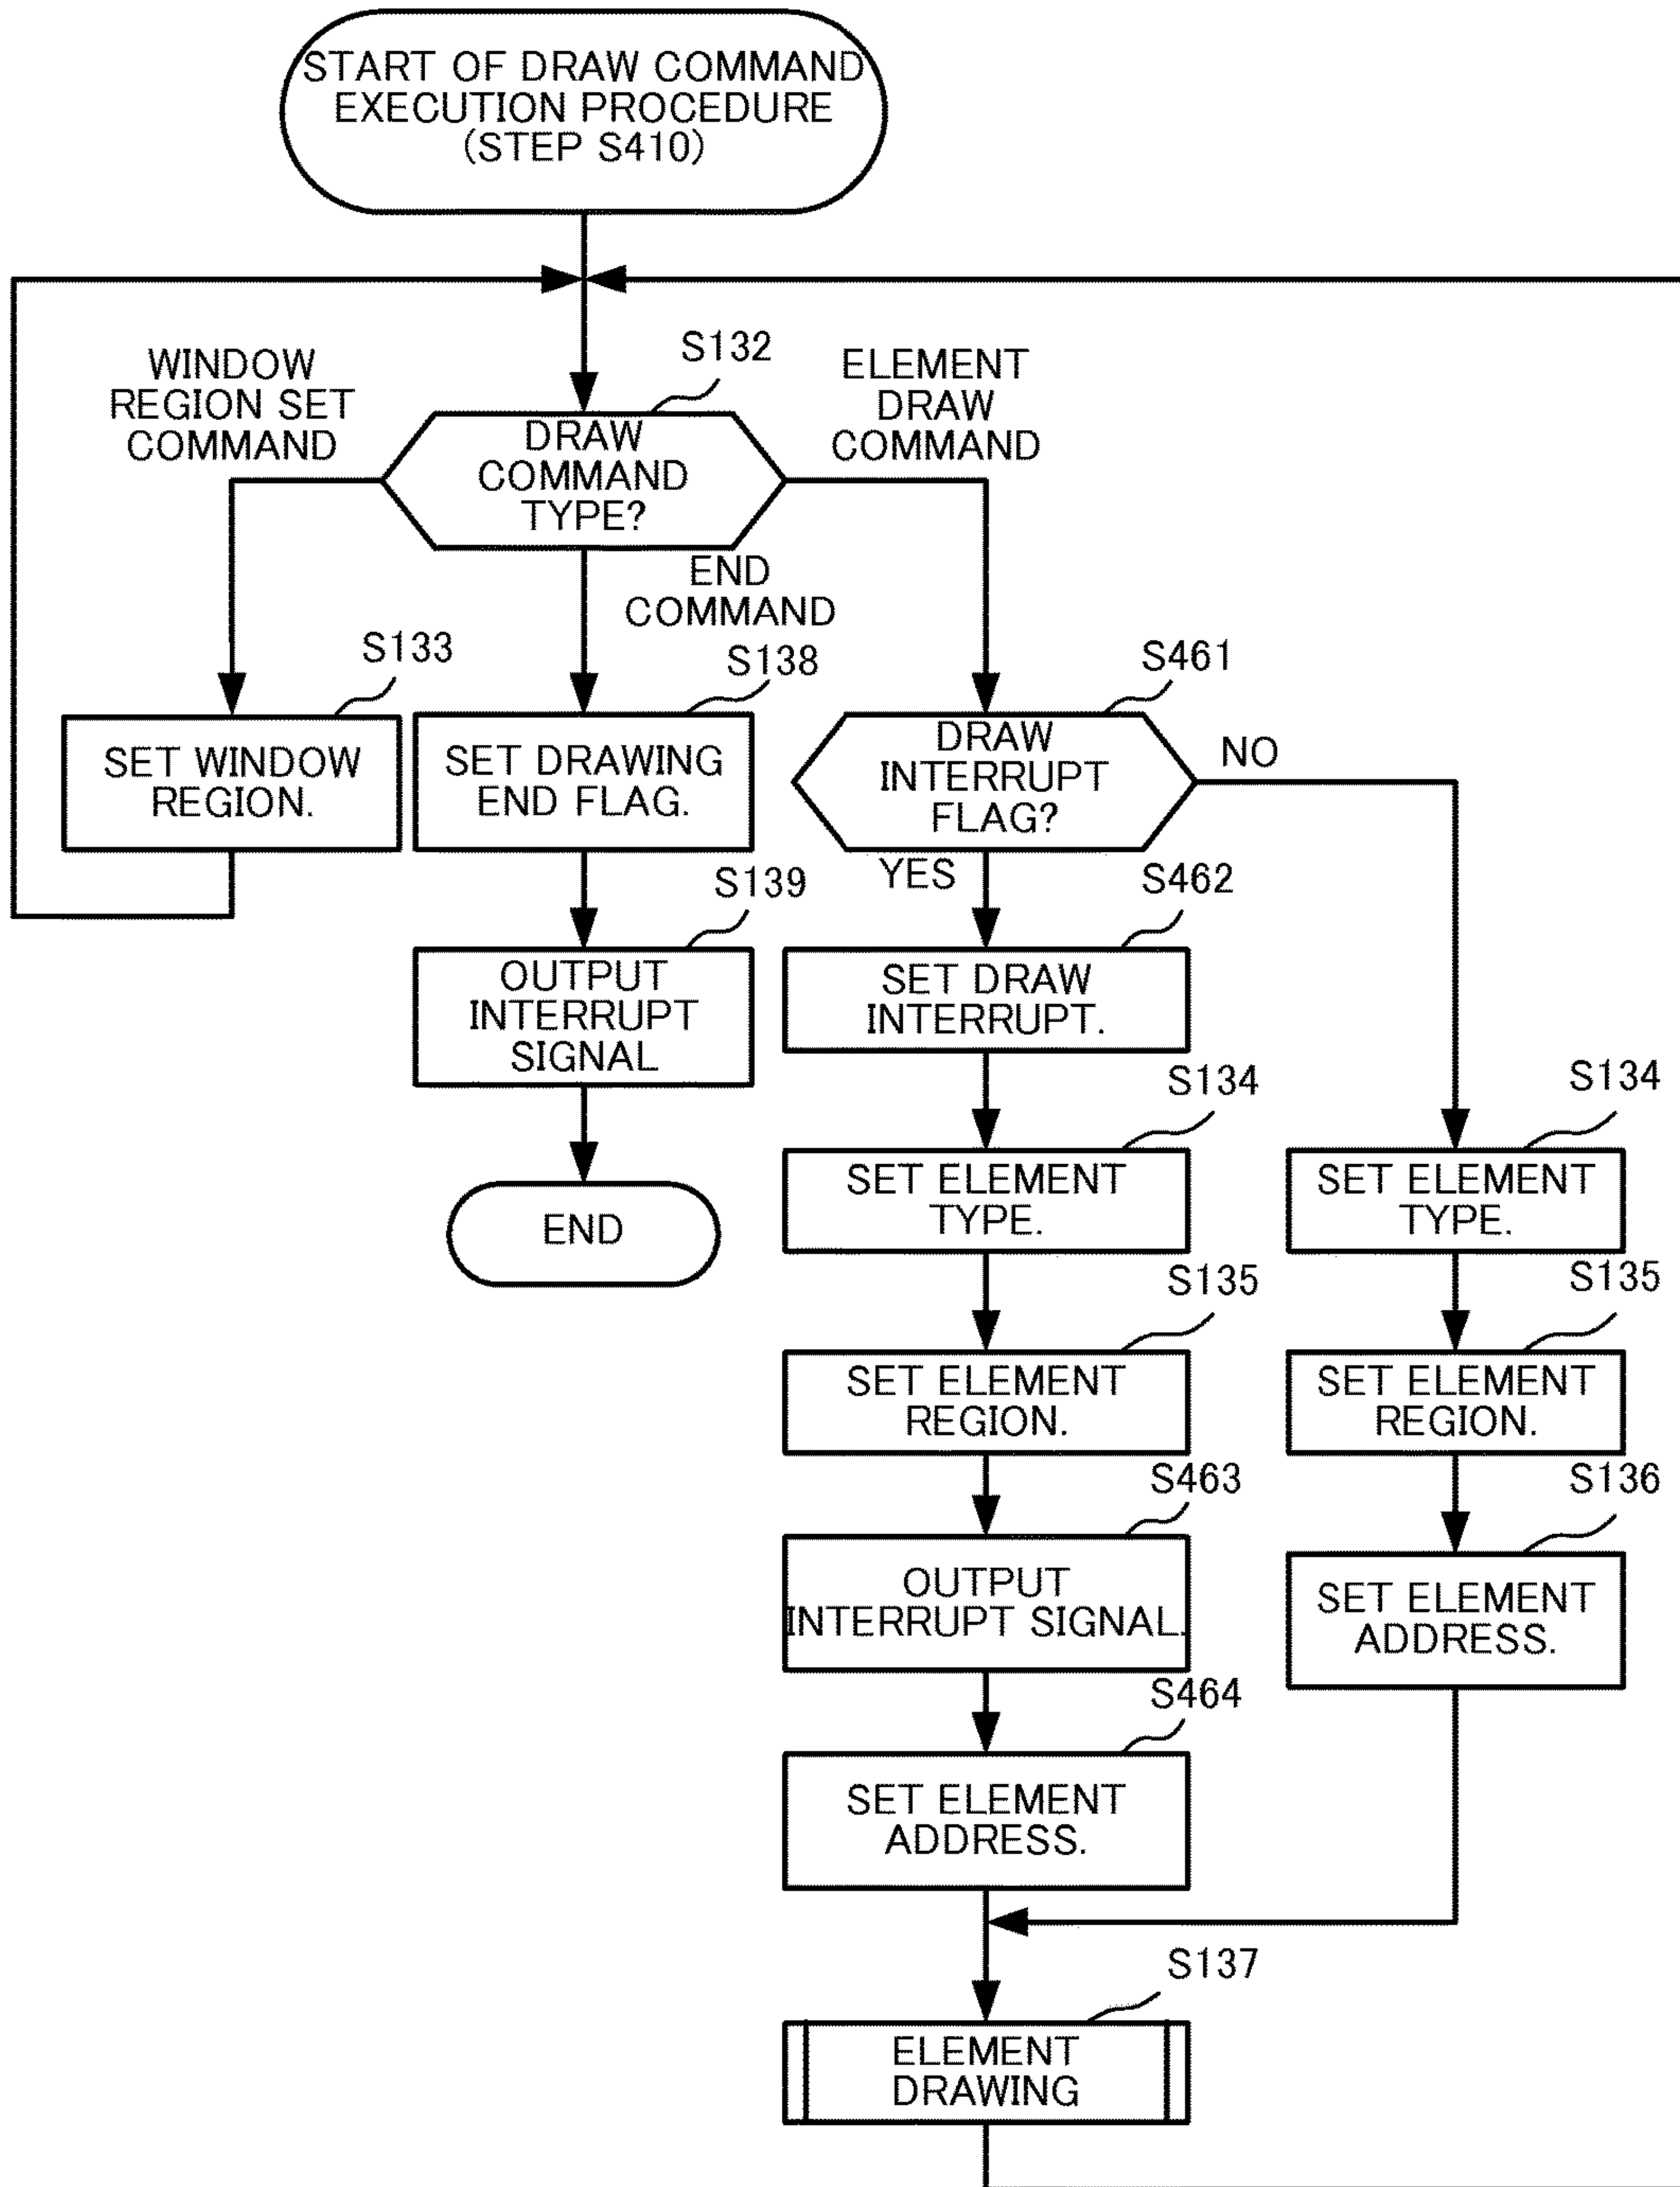 START OF DRAW COMMAND
EXECUTION PROCEDURE
(STEP S410)
S132
WINDOW
REGION SET
COMMAND
ELEMENT
DRAW
COMMAND
DRAW
COMMAND
TYPE?
END
COMMAND
S133
SET WINDOW
REGION.
S138
SET DRAWING
END FLAG.
S139
OUTPUT
INTERRUPT
SIGNAL
END
S461
DRAW
INTERRUPT
FLAG?
NO
YES
S462
SET DRAW
INTERRUPT.
S134
SET ELEMENT
TYPE.
S135
SET ELEMENT
REGION.
S463
OUTPUT
INTERRUPT SIGNAL.
S464
SET ELEMENT
ADDRESS.
S134
SET ELEMENT
TYPE.
S135
SET ELEMENT
REGION.
S136
SET ELEMENT
ADDRESS.
S137
ELEMENT
DRAWING